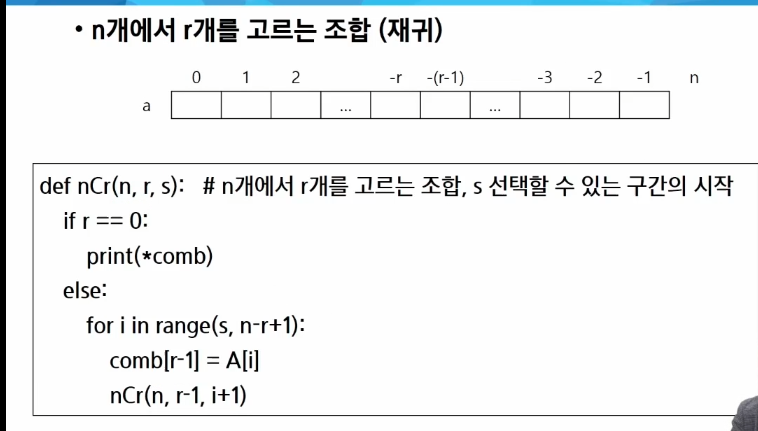 • n개에서 r개를 고르는 조합 (재귀)
0 1 2 -r -(r-1) -3 -2 -1 n
a ... ...
def nCr(n, r, s): # n개에서 r개를 고르는 조합, s 선택할 수 있는 구간의 시작
if r == 0:
print(*comb)
else:
for i in range(s, n-r+1):
comb[r-1] = A[i]
nCr(n, r-1, i+1)